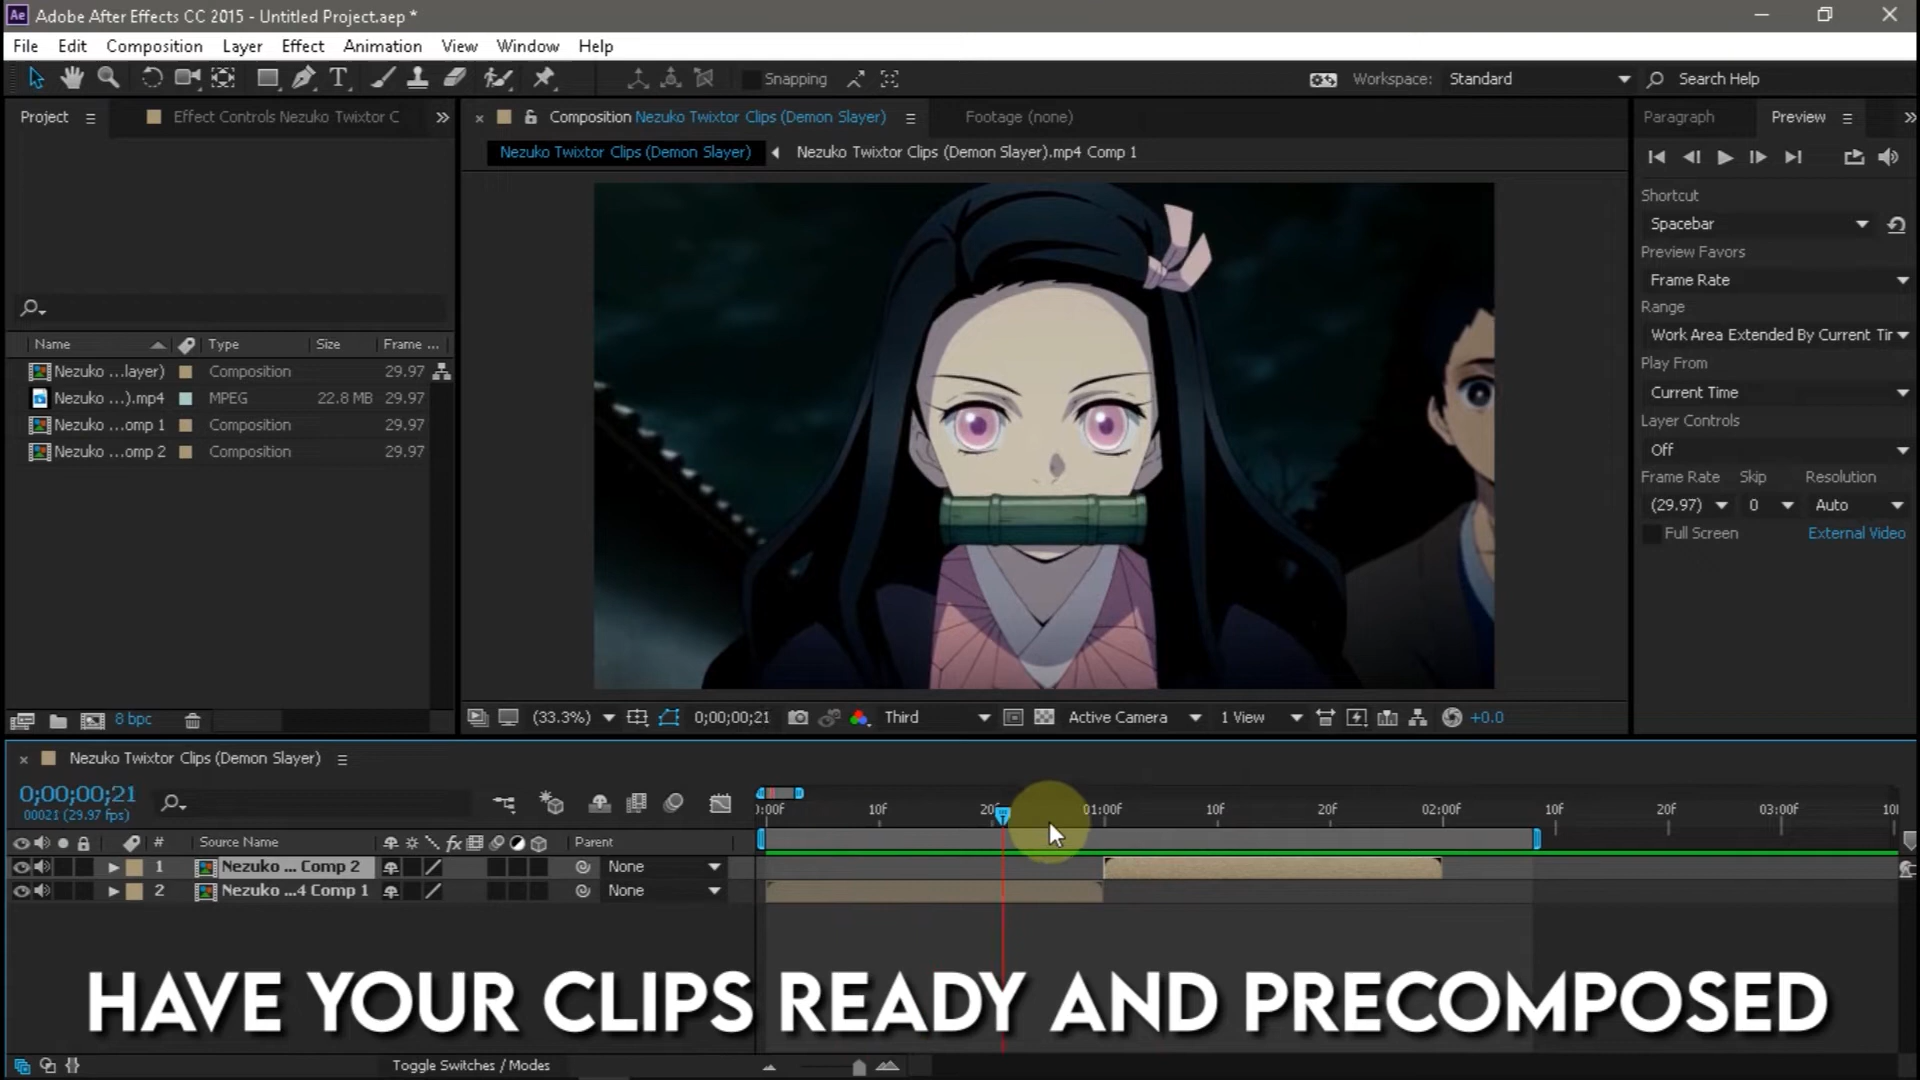 Ae Adobe After Effects CC 2015 - Untitled Project.aep *
File Edit Composition Layer Effect Animation View Window Help
T Snapping Workspace: Standard Search Help
Project Effect Controls Nezuko Twixtor C
Composition Nezuko Twixtor Clips (Demon Slayer) Footage (none)
Nezuko Twixtor Clips (Demon Slayer) Nezuko Twixtor Clips (Demon Slayer).mp4 Comp 1
Name Type Size Frame ...
Nezuko ...layer) Composition 29.97
Nezuko ...).mp4 MPEG 22.8 MB 29.97
Nezuko ...omp 1 Composition 29.97
Nezuko ...omp 2 Composition 29.97
8 bpc
(33.3%) 0;00;00;21 Third Active Camera 1 View +0.0
Paragraph Preview
Shortcut
Spacebar
Preview Favors
Frame Rate
Range
Work Area Extended By Current Tir
Play From
Current Time
Layer Controls
Off
Frame Rate Skip Resolution
(29.97) 0 Auto
Full Screen External Video
Nezuko Twixtor Clips (Demon Slayer)
0;00;00;21
00021 (29.97 fps)
):00f 10f 20f 01:00f 10f 20f 02:00f 10f 20f 03:00f 10
# Source Name fx Parent
1 Nezuko ... Comp 2 None
2 Nezuko ...4 Comp 1 None
HAVE YOUR CLIPS READY AND PRECOMPOSED
Toggle Switches / Modes